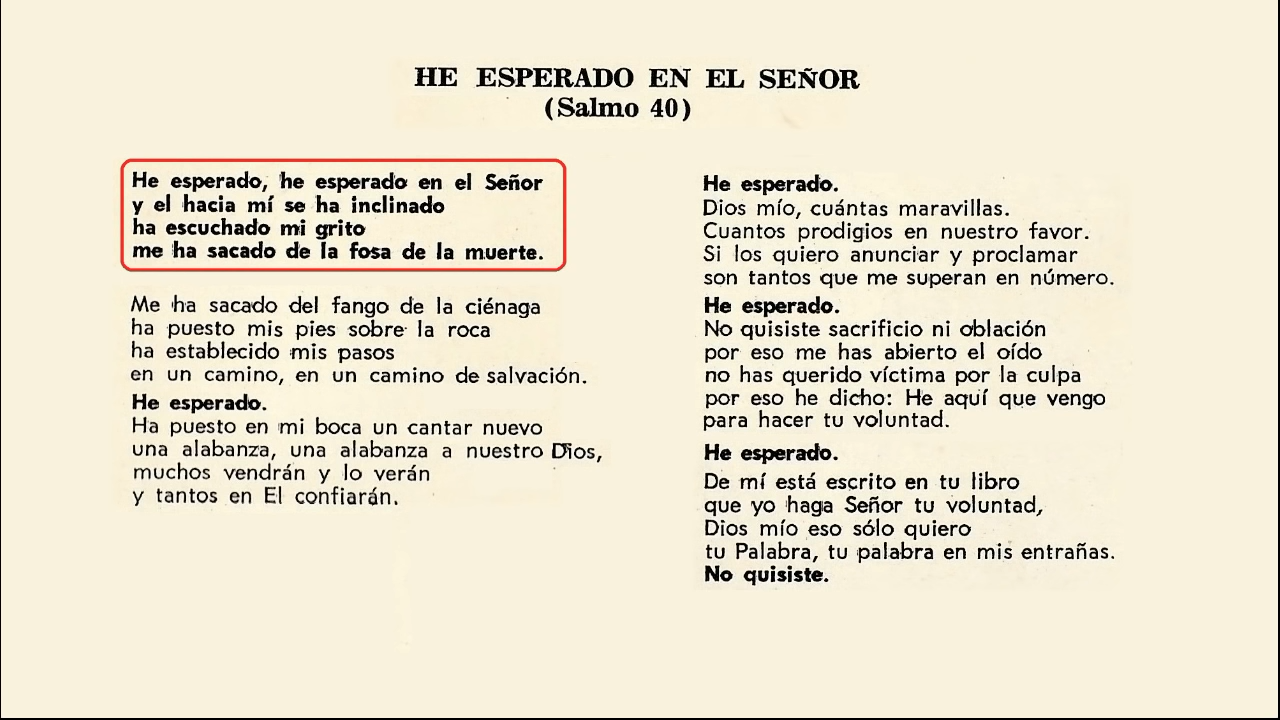 HE ESPERADO EN EL SEÑOR
(Salmo 40)
He esperado, he esperado en el Señor
y el hacia mí se ha inclinado
ha escuchado mi grito
me ha sacado de la fosa de la muerte.
Me ha sacado del fango de la ciénaga
ha puesto mis pies sobre la roca
ha establecido mis pasos
en un camino, en un camino de salvación.
He esperado.
Ha puesto en mi boca un cantar nuevo
una alabanza, una alabanza a nuestro Dios,
muchos vendrán y lo verán
y tantos en El confiarán.
He esperado.
Dios mío, cuántas maravillas.
Cuantos prodigios en nuestro favor.
Si los quiero anunciar y proclamar
son tantos que me superan en número.
He esperado.
No quisiste sacrificio ni oblación
por eso me has abierto el oído
no has querido víctima por la culpa
por eso he dicho: He aquí que vengo
para hacer tu voluntad.
He esperado.
De mí está escrito en tu libro
que yo haga Señor tu voluntad,
Dios mío eso sólo quiero
tu Palabra, tu palabra en mis entrañas.
No quisiste.